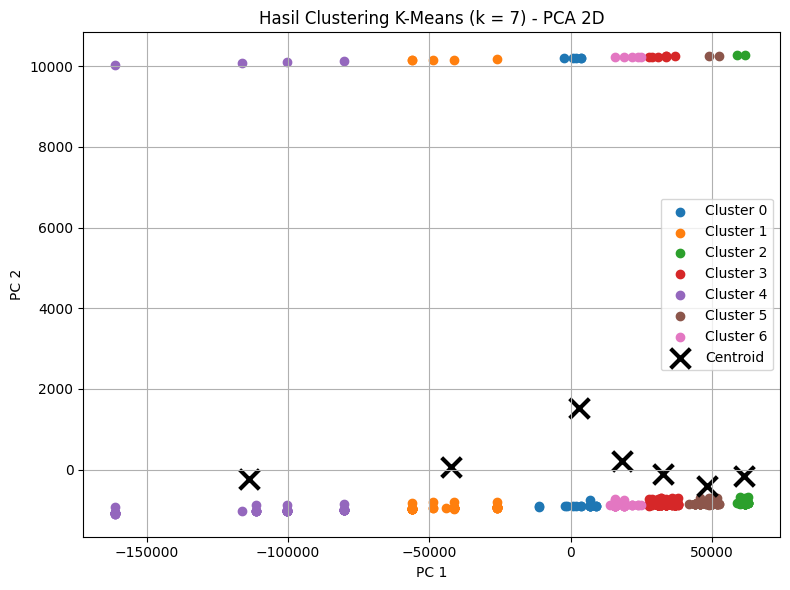 Hasil Clustering K-Means (k = 7) - PCA 2D
PC 2
10000
8000
6000
4000
2000
0
Cluster 0
Cluster 1
Cluster 2
Cluster 3
Cluster 4
Cluster 5
Cluster 6
Centroid
−150000 −100000 −50000 0 50000
PC 1